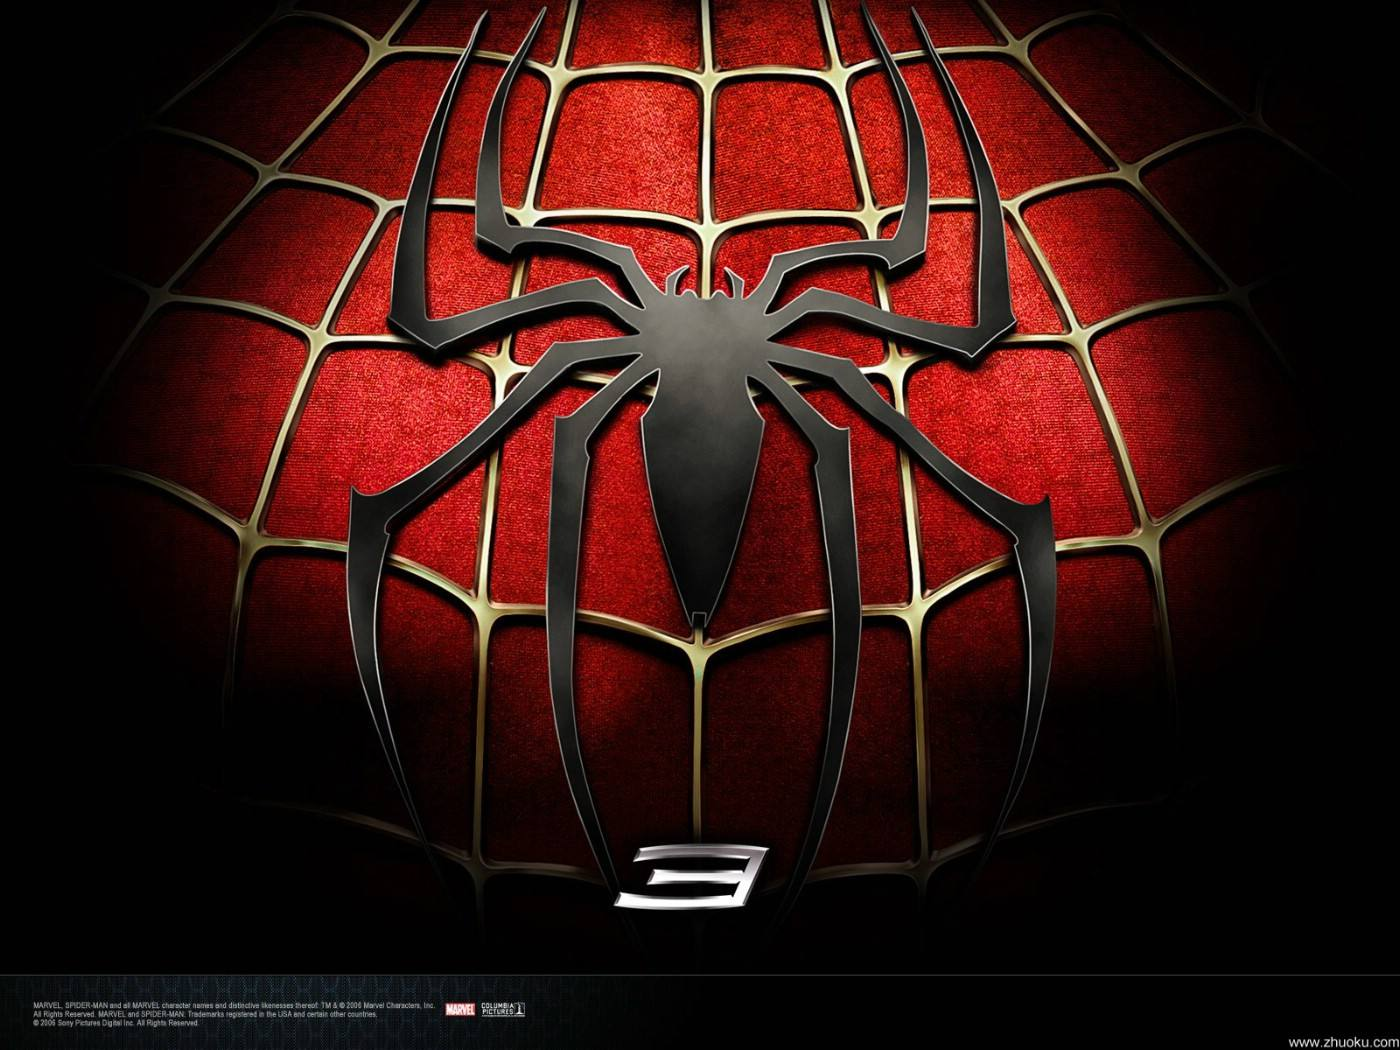 3
MARVEL, SPIDER-MAN and all MARVEL character names and distinctive likenesses thereof: TM & © 2006 Marvel Characters, Inc.
All Rights Reserved. MARVEL and SPIDER-MAN: Trademarks registered in the USA and certain other countries.
© 2006 Sony Pictures Digital Inc. All Rights Reserved.
MARVEL
COLUMBIA
PICTURES
www.zhuoku.com